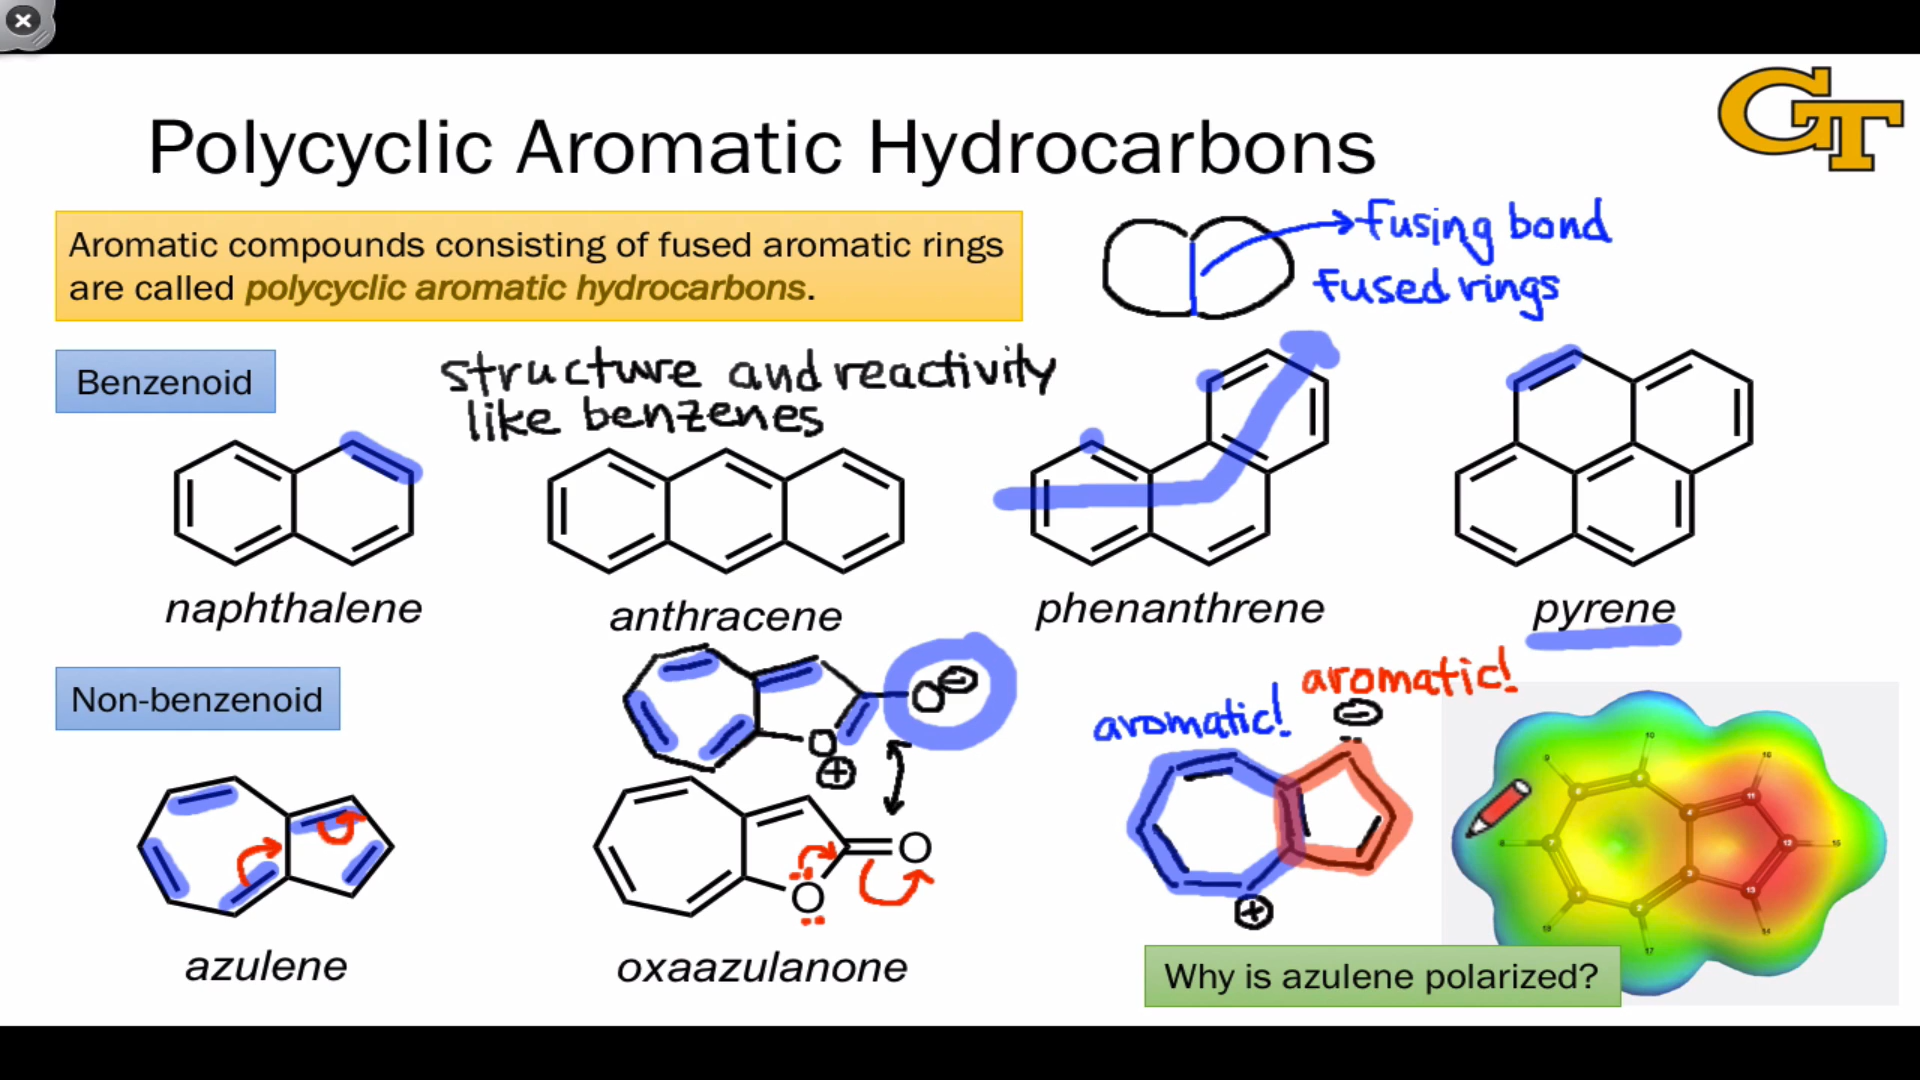 GT
Polycyclic Aromatic Hydrocarbons
Aromatic compounds consisting of fused aromatic rings
are called polycyclic aromatic hydrocarbons.
fusing bond
fused rings
Benzenoid
structure and reactivity
like benzenes
naphthalene
anthracene
phenanthrene
pyrene
Non-benzenoid
O⊖
O
⊕
aromatic!
aromatic!
⊖
⊕
O
O
azulene
oxaazulanone
Why is azulene polarized?